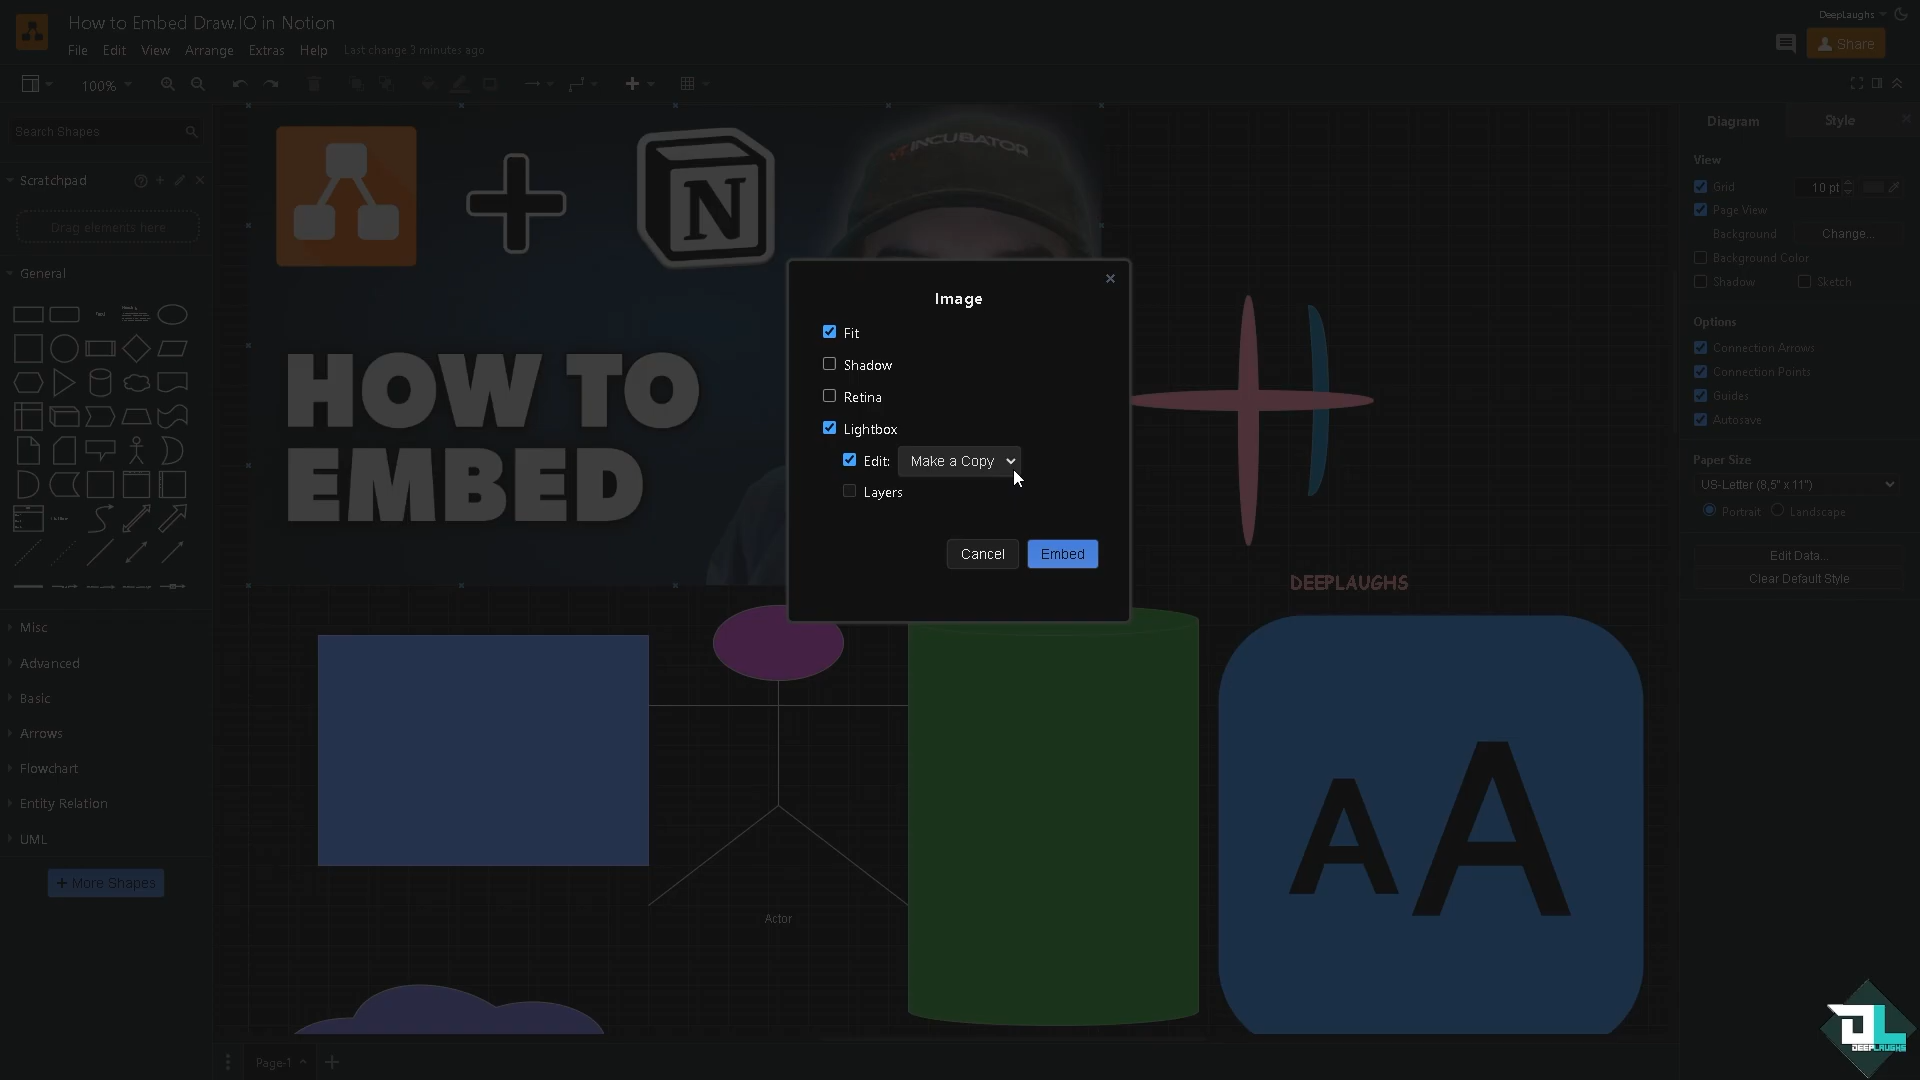 How to Embed Draw.IO in Notion
DeepLaughs
File Edit View Arrange Extras Help Last change 3 minutes ago
Share
100%
Search Shapes
Scratchpad
Drag elements here
General
Misc
Advanced
Basic
Arrows
Flowchart
Entity Relation
UML
+ More Shapes
YTINCUBATOR
N
HOW TO
EMBED
Image
Fit
Shadow
Retina
Lightbox
Edit: Make a Copy
Layers
Cancel Embed
DEEPLAUGHS
Actor
AA
Page-1
Diagram Style
View
Grid 10 pt
Page View
Background Change...
Background Color
Shadow Sketch
Options
Connection Arrows
Connection Points
Guides
Autosave
Paper Size
US-Letter (8,5" x 11")
Portrait Landscape
Edit Data...
Clear Default Style
DL
DEEPLAUGHS